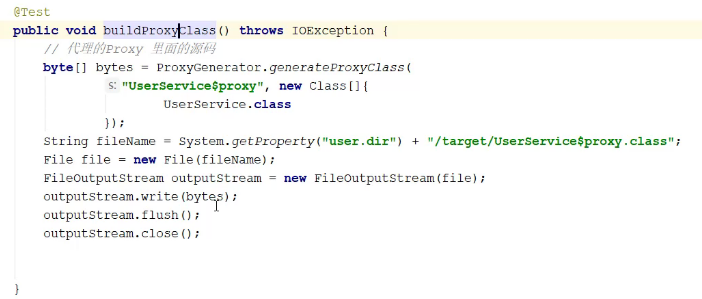 @Test
public void buildProxyClass() throws IOException {
// 代理的Proxy 里面的源码
byte[] bytes = ProxyGenerator.generateProxyClass(
s: "UserService$proxy", new Class[]{
UserService.class
});
String fileName = System.getProperty("user.dir") + "/target/UserService$proxy.class";
File file = new File(fileName);
FileOutputStream outputStream = new FileOutputStream(file);
outputStream.write(bytes);
outputStream.flush();
outputStream.close();
}